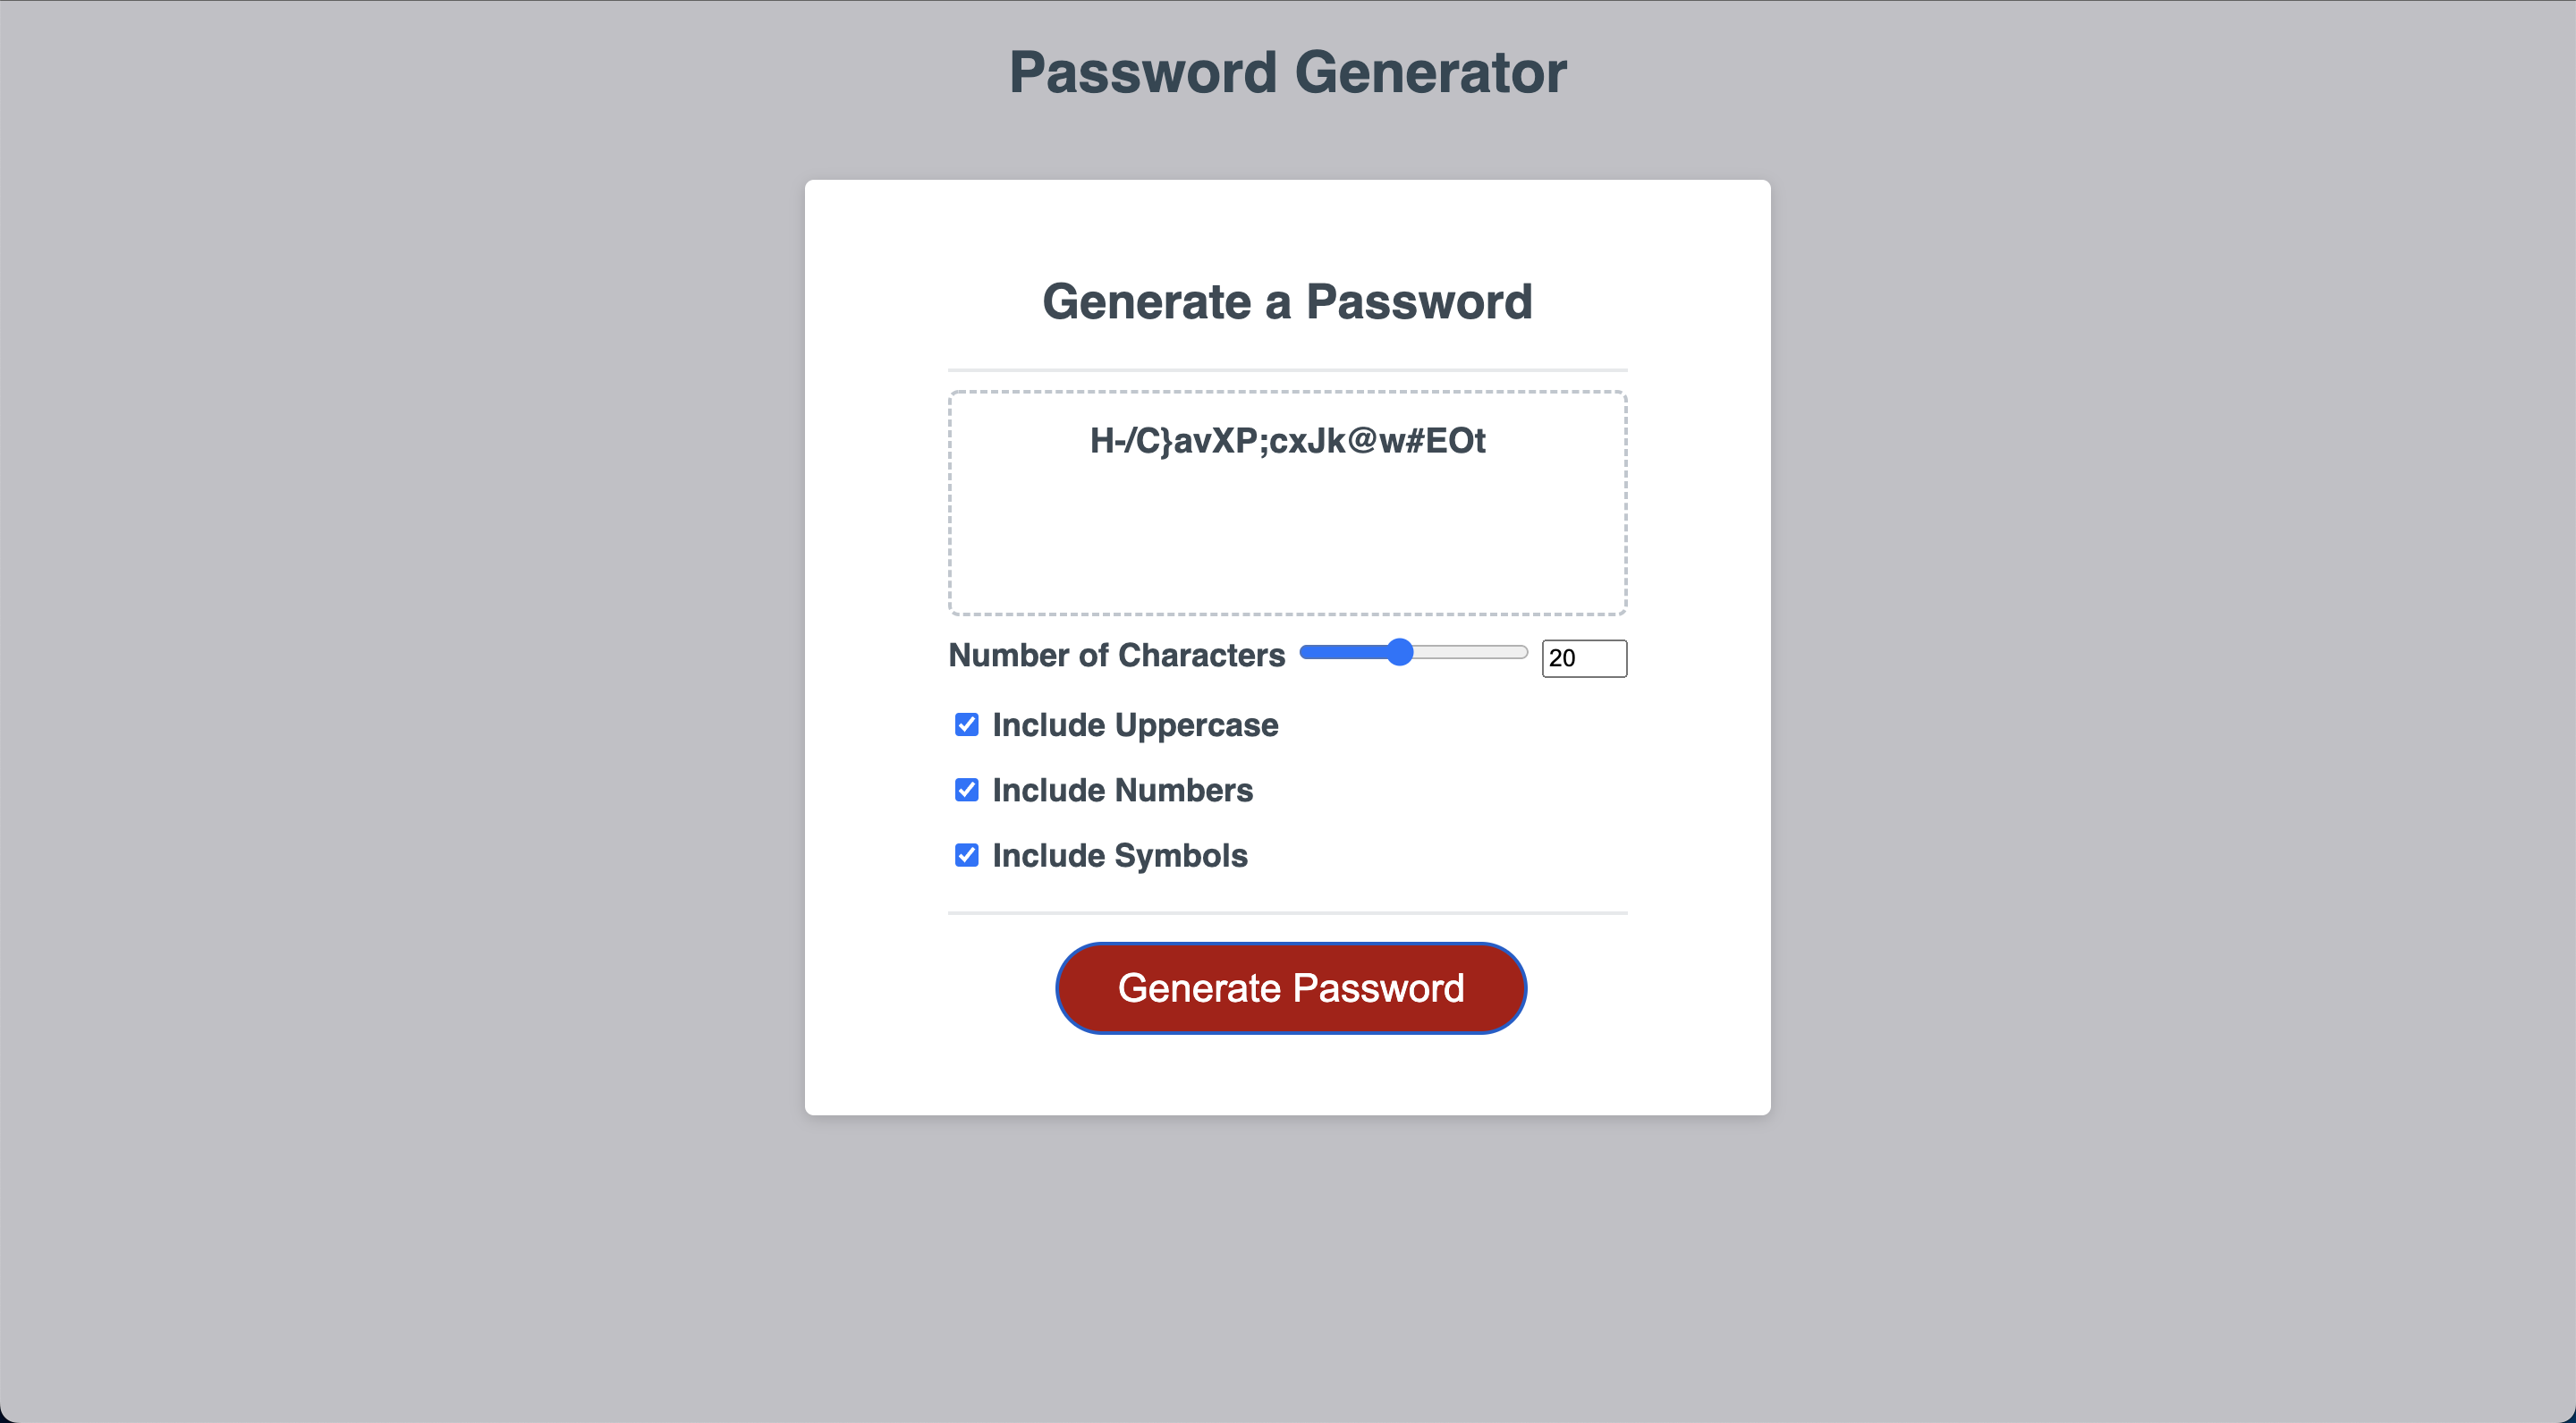 Password Generator
Generate a Password
H-/C}avXP;cxJk@w#EOt
Number of Characters 20
Include Uppercase
Include Numbers
Include Symbols
Generate Password